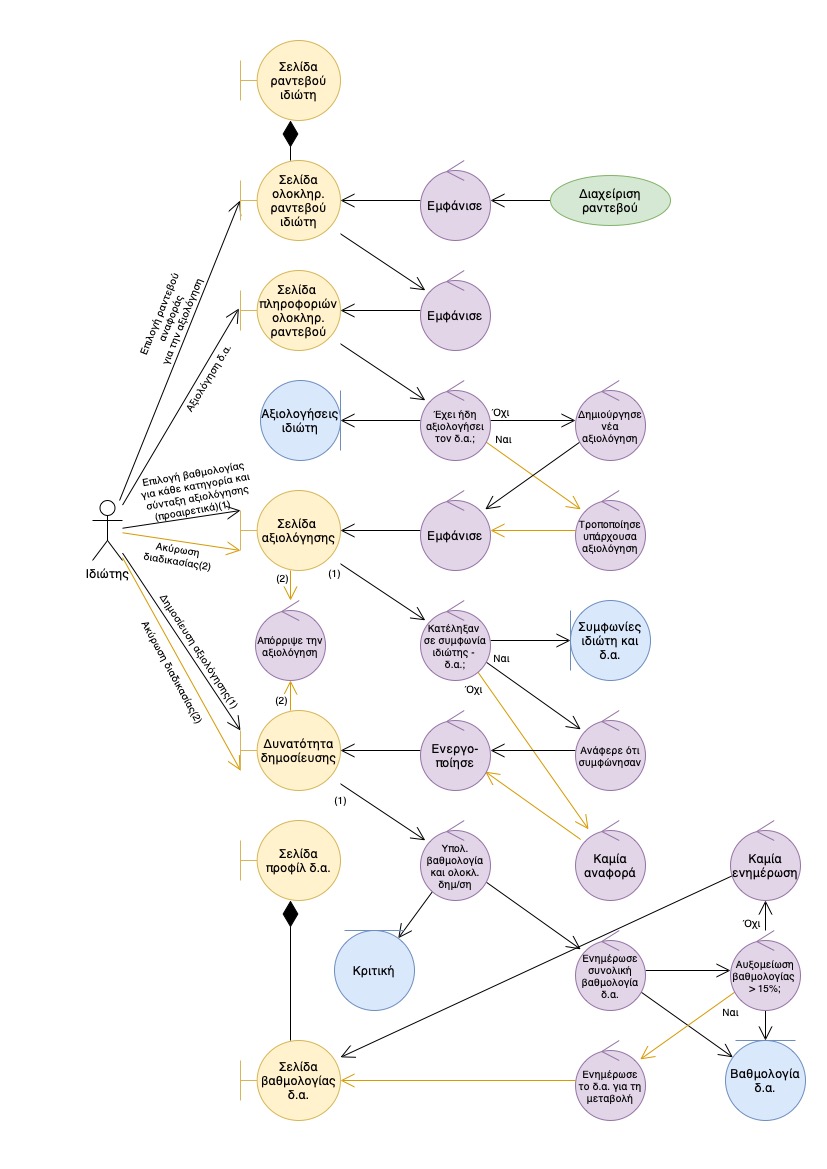 Σελίδα
ραντεβού
ιδιώτη
Σελίδα
ολοκληρ.
ραντεβού
ιδιώτη
Εμφάνισε
Διαχείριση
ραντεβού
Επιλογή ραντεβού
αναφοράς
για την αξιολόγηση
Σελίδα
πληροφοριών
ολοκληρ.
ραντεβού
Εμφάνισε
Αξιολόγηση δ.α.
Αξιολογήσεις
ιδιώτη
Έχει ήδη
αξιολογήσει
τον δ.α.;
Όχι
Ναι
Δημιούργησε
νέα
αξιολόγηση
Επιλογή βαθμολογίας
για κάθε κατηγορία και
σύνταξη αξιολόγησης
(προαιρετικά)(1)
Ιδιώτης
Ακύρωση
διαδικασίας(2)
Σελίδα
αξιολόγησης
Εμφάνισε
Τροποποίησε
υπάρχουσα
αξιολόγηση
(2)
(1)
Δημοσίευση αξιολόγησης(1)
Ακύρωση διαδικασίας(2)
Απόρριψε την
αξιολόγηση
Κατέληξαν
σε συμφωνία
ιδιώτης -
δ.α.;
Συμφωνίες
ιδιώτη και
δ.α.
Ναι
Όχι
(2)
Δυνατότητα
δημοσίευσης
Ενεργο-
ποίησε
Ανάφερε ότι
συμφώνησαν
(1)
Σελίδα
προφίλ δ.α.
Υπολ.
βαθμολογία
και ολοκλ.
δημ/ση
Καμία
αναφορά
Καμία
ενημέρωση
Όχι
Κριτική
Ενημέρωσε
συνολική
βαθμολογία
δ.α.
Αυξομείωση
βαθμολογίας
> 15%;
Ναι
Σελίδα
βαθμολογίας
δ.α.
Ενημέρωσε
το δ.α. για τη
μεταβολή
Βαθμολογία
δ.α.